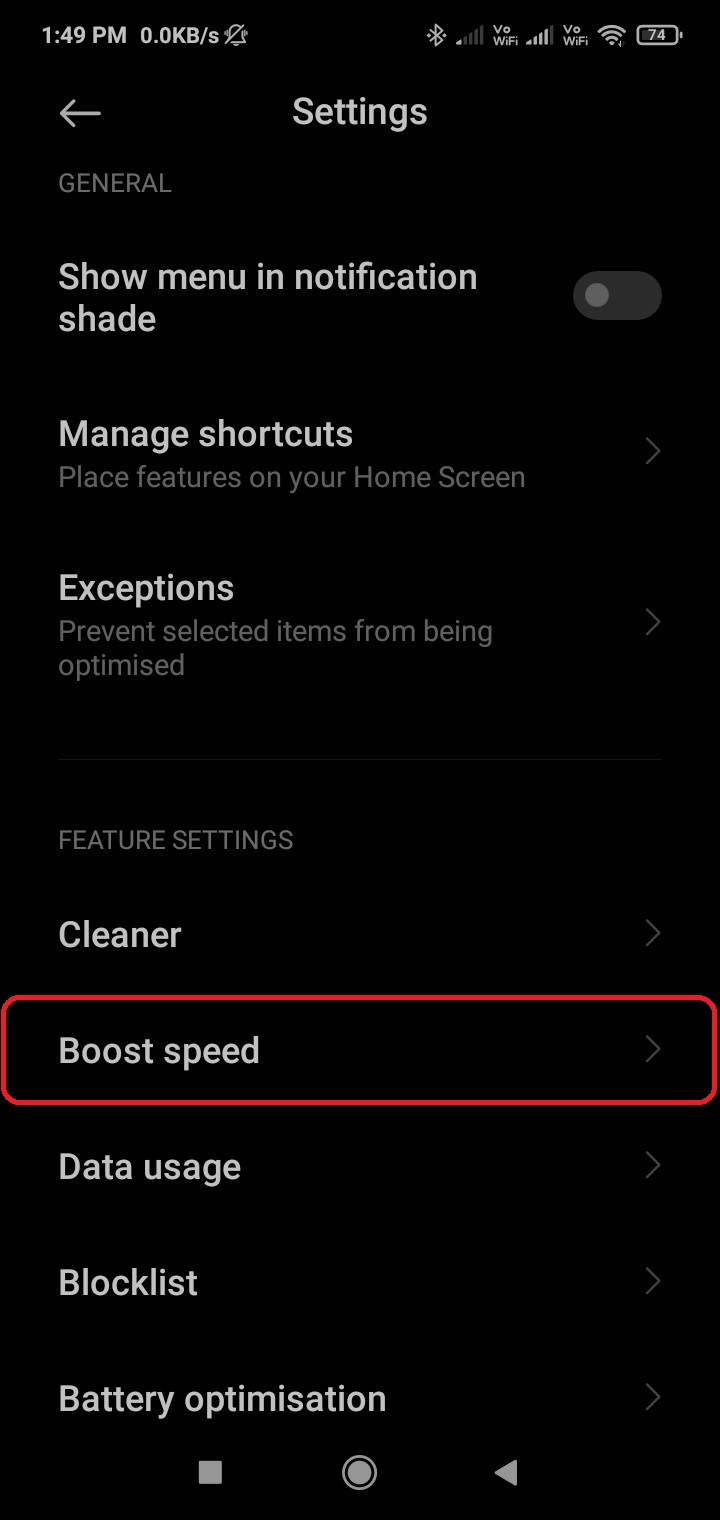 1:49 PM 0.0KB/s Vo WiFi Vo WiFi 74
Settings
GENERAL
Show menu in notification
shade
Manage shortcuts
Place features on your Home Screen
Exceptions
Prevent selected items from being
optimised
FEATURE SETTINGS
Cleaner
Boost speed
Data usage
Blocklist
Battery optimisation